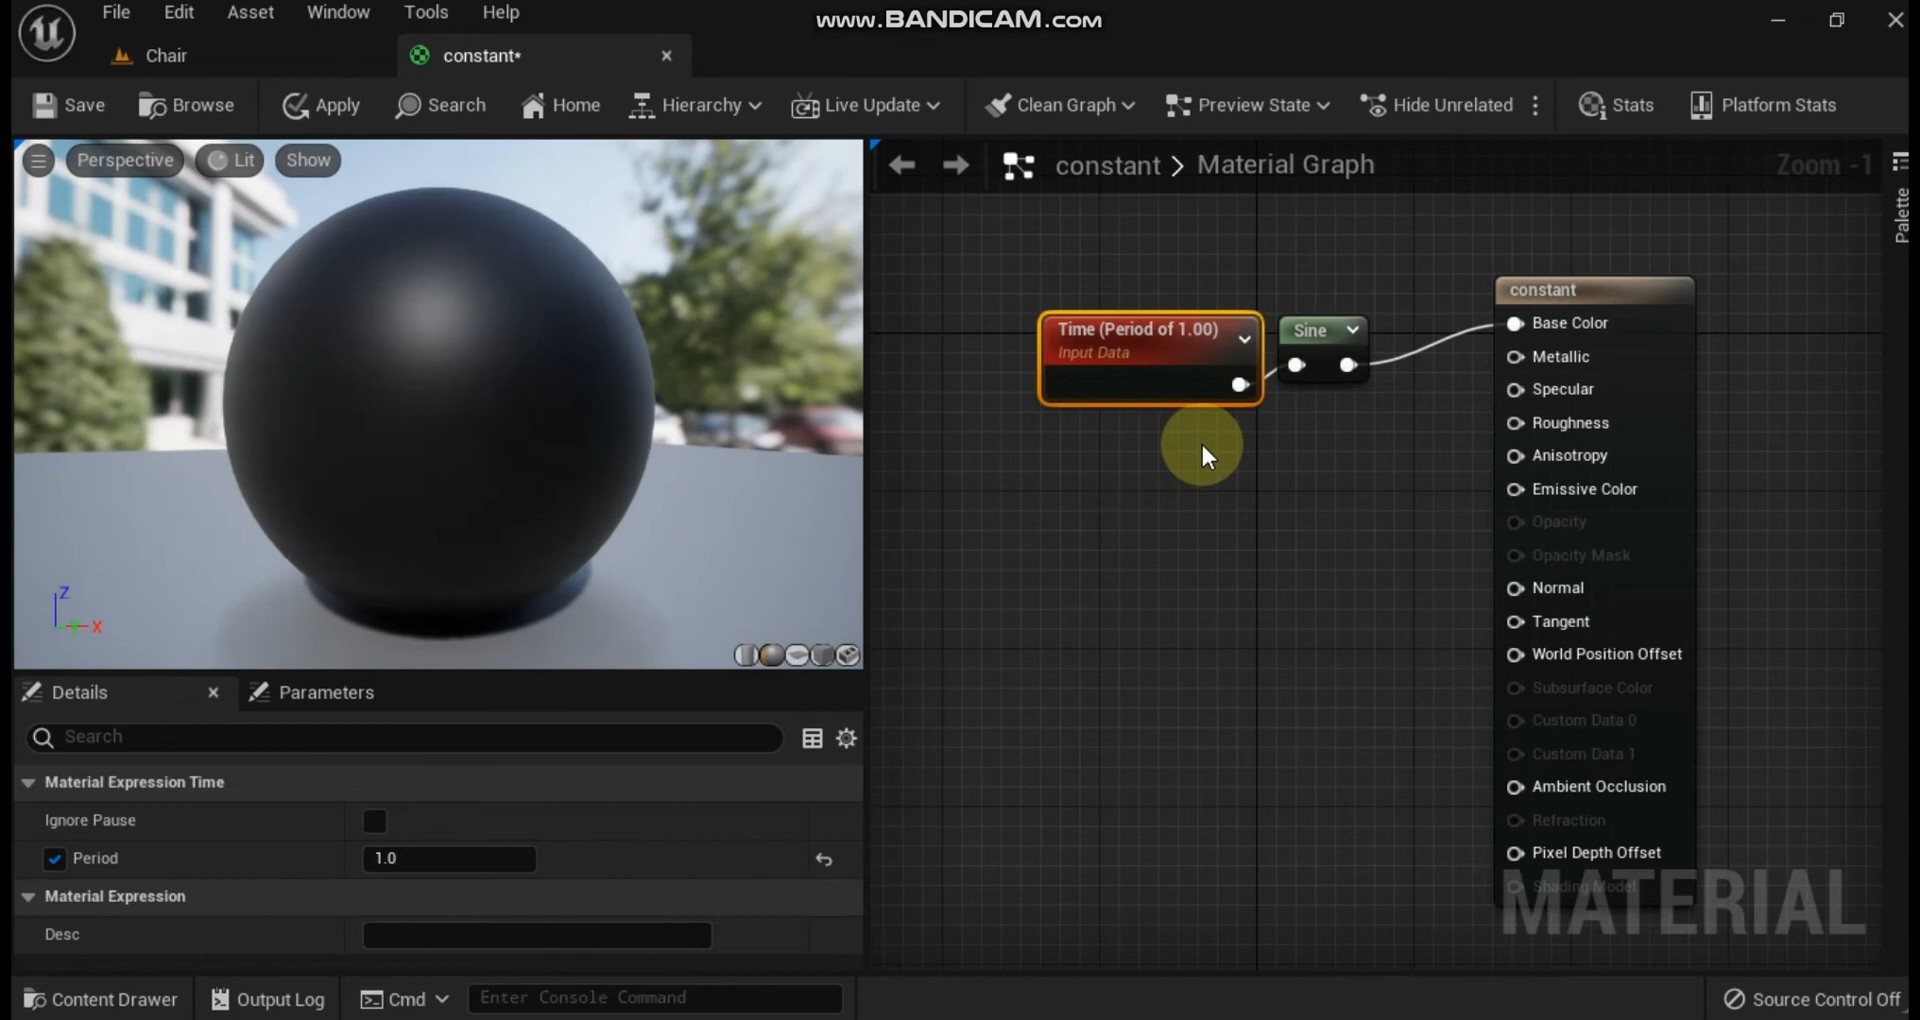 File Edit Asset Window Tools Help
www.BANDICAM.com
Chair
constant*
Save Browse Apply Search Home Hierarchy Live Update Clean Graph Preview State Hide Unrelated Stats Platform Stats
Perspective Lit Show
constant > Material Graph
Zoom -1
Palette
Time (Period of 1.00)
Input Data
Sine
constant
Base Color
Metallic
Specular
Roughness
Anisotropy
Emissive Color
Opacity
Opacity Mask
Normal
Tangent
World Position Offset
Subsurface Color
Custom Data 0
Custom Data 1
Ambient Occlusion
Refraction
Pixel Depth Offset
Shading Model
MATERIAL
Z
X
Details Parameters
Search
Material Expression Time
Ignore Pause
Period 1.0
Material Expression
Desc
Content Drawer Output Log Cmd Enter Console Command Source Control Off